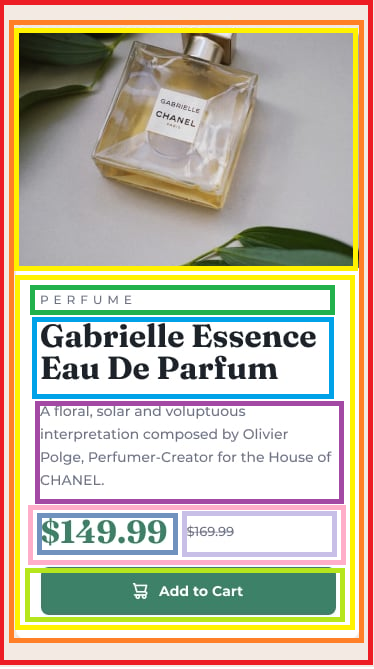 GABRIELLE
CHANEL
PARIS
PERFUME
Gabrielle Essence
Eau De Parfum
A floral, solar and voluptuous
interpretation composed by Olivier
Polge, Perfumer-Creator for the House of
CHANEL.
$149.99 $169.99
Add to Cart